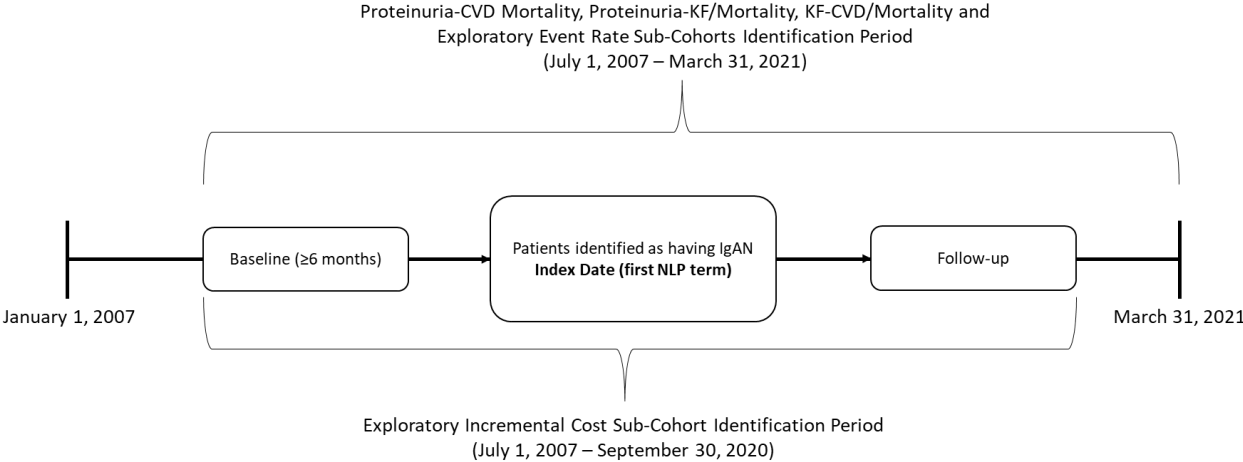 Proteinuria-CVD Mortality, Proteinuria-KF/Mortality, KF-CVD/Mortality and
Exploratory Event Rate Sub-Cohorts Identification Period
(July 1, 2007 – March 31, 2021)
Baseline (≥6 months)
Patients identified as having IgAN
Index Date (first NLP term)
Follow-up
January 1, 2007
March 31, 2021
Exploratory Incremental Cost Sub-Cohort Identification Period
(July 1, 2007 – September 30, 2020)